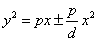 y² = px ± p/d x²